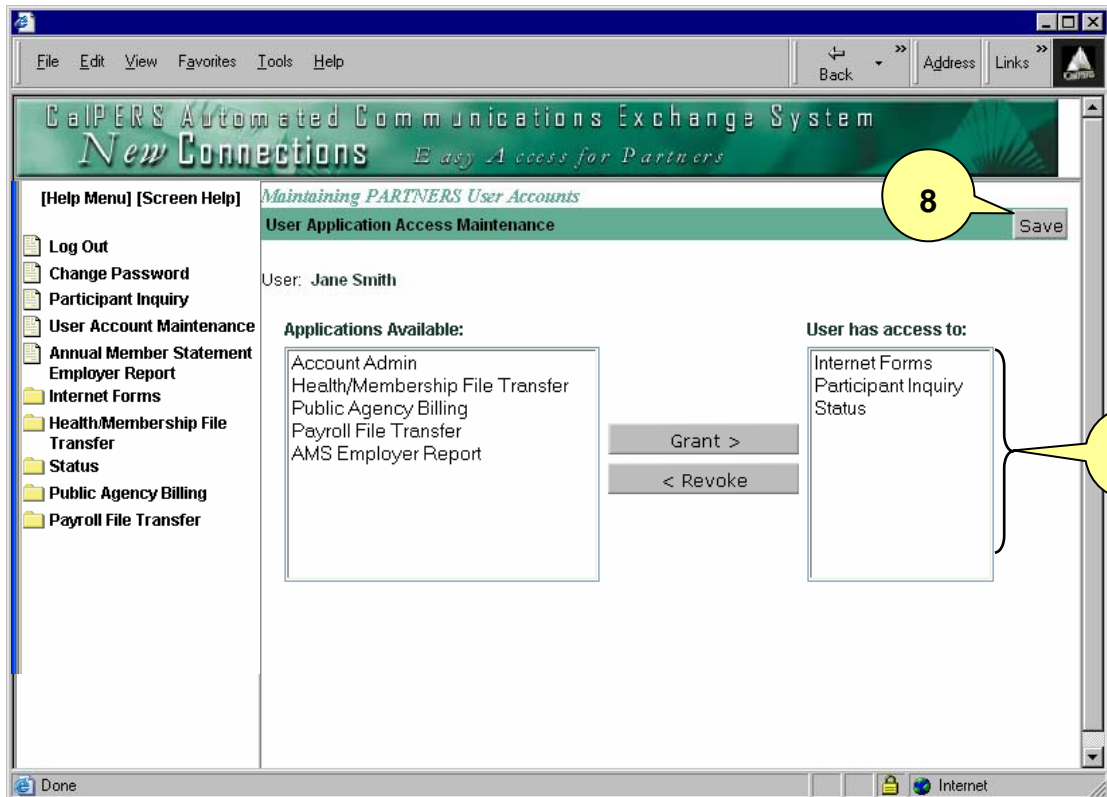 File Edit View Favorites Tools Help
Back
»
Address
Links
»
CalPERS Automated Communications Exchange System
New Connections Easy Access for Partners
[Help Menu] [Screen Help]
Log Out
Change Password
Participant Inquiry
User Account Maintenance
Annual Member Statement
Employer Report
Internet Forms
Health/Membership File
Transfer
Status
Public Agency Billing
Payroll File Transfer
Maintaining PARTNERS User Accounts
User Application Access Maintenance
8
Save
User: Jane Smith
Applications Available:
Account Admin
Health/Membership File Transfer
Public Agency Billing
Payroll File Transfer
AMS Employer Report
Grant >
< Revoke
User has access to:
Internet Forms
Participant Inquiry
Status
Done
Internet